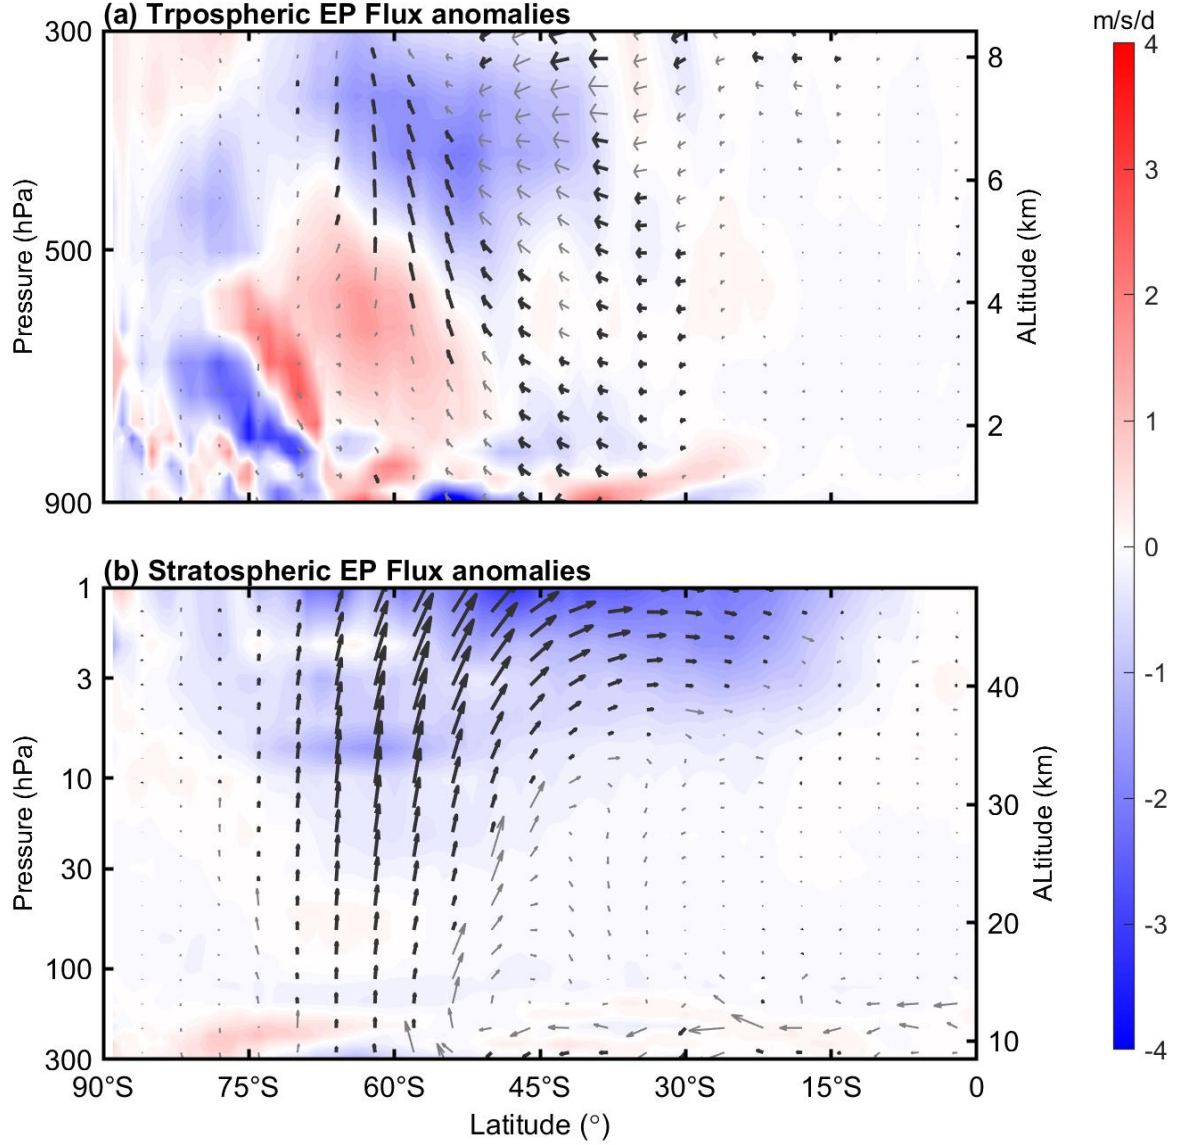 (a) Trpospheric EP Flux anomalies
m/s/d
300
500
900
Pressure (hPa)
8
6
4
2
ALtitude (km)
(b) Stratospheric EP Flux anomalies
1
3
10
30
100
300
Pressure (hPa)
40
30
20
10
ALtitude (km)
90°S
75°S
60°S
45°S
30°S
15°S
0
Latitude (°)
4
3
2
1
0
-1
-2
-3
-4